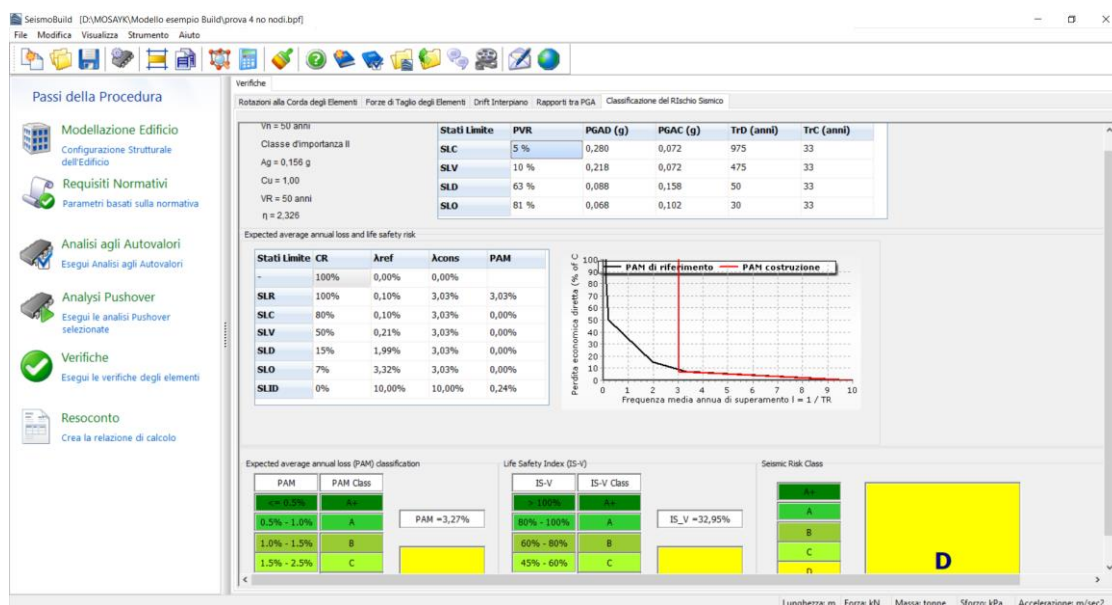 SeismoBuild [D:\MOSAYK\Modello esempio Build\prova 4 no nodi.bpf]
File Modifica Visualizza Strumento Aiuto
Passi della Procedura
Modellazione Edificio
Configurazione Strutturale
dell'Edificio
Requisiti Normativi
Parametri basati sulla normativa
Analisi agli Autovalori
Esegui Analisi agli Autovalori
Analysi Pushover
Esegui le analisi Pushover
selezionate
Verifiche
Esegui le verifiche degli elementi
Resoconto
Crea la relazione di calcolo
Verifiche
Rotazioni alla Corda degli Elementi Forze di Taglio degli Elementi Drift Interpiano Rapporti tra PGA Classificazione del RIschio Sismico
Vn = 50 anni
Classe d'importanza II
Ag = 0,156 g
Cu = 1,00
VR = 50 anni
η = 2,326
Stati Limite PVR PGAD (g) PGAC (g) TrD (anni) TrC (anni)
SLC 5 % 0,280 0,072 975 33
SLV 10 % 0,218 0,072 475 33
SLD 63 % 0,088 0,158 50 33
SLO 81 % 0,068 0,102 30 33
Expected average annual loss and life safety risk
Stati Limite CR λref λcons PAM
- 100% 0,00% 0,00%
SLR 100% 0,10% 3,03% 3,03%
SLC 80% 0,10% 3,03% 0,00%
SLV 50% 0,21% 3,03% 0,00%
SLD 15% 1,99% 3,03% 0,00%
SLO 7% 3,32% 3,03% 0,00%
SLID 0% 10,00% 10,00% 0,24%
Perdita economica diretta (% of C
100
90
80
70
60
50
40
30
20
10
0
PAM di riferimento PAM costruzione
0 1 2 3 4 5 6 7 8 9 10
Frequenza media annua di superamento l = 1 / TR
Expected average annual loss (PAM) classification
PAM PAM Class
<= 0.5% A+
0.5% - 1.0% A
1.0% - 1.5% B
1.5% - 2.5% C
PAM =3,27%
Life Safety Index (IS-V)
IS-V IS-V Class
> 100% A+
80% - 100% A
60% - 80% B
45% - 60% C
IS_V =32,95%
Seismic Risk Class
A+
A
B
C
D
D
Lunghezza: m Forza: kN Massa: tonne Sforzo: kPa Accelerazione: m/sec2